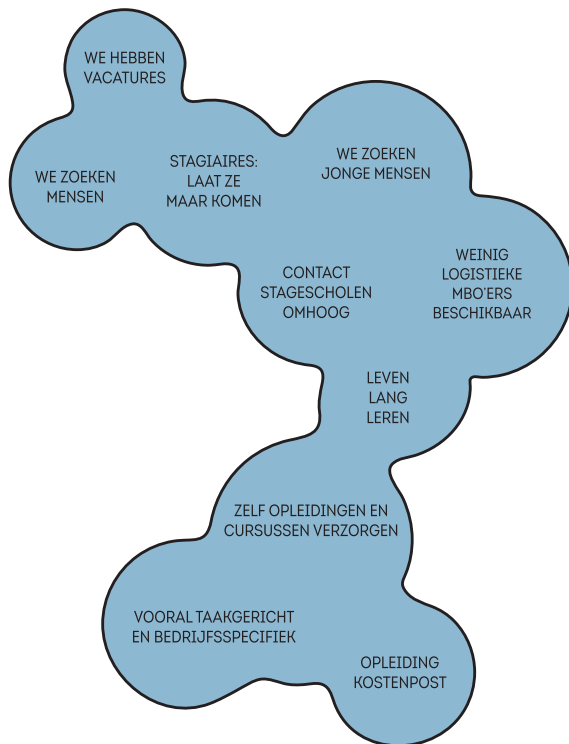 WE HEBBEN
VACATURES
WE ZOEKEN
MENSEN
STAGIAIRES:
LAAT ZE
MAAR KOMEN
WE ZOEKEN
JONGE MENSEN
CONTACT
STAGESCHOLEN
OMHOOG
WEINIG
LOGISTIEKE
MBO'ERS
BESCHIKBAAR
LEVEN
LANG
LEREN
ZELF OPLEIDINGEN EN
CURSUSSEN VERZORGEN
VOORAL TAAKGERICHT
EN BEDRIJFSSPECIFIEK
OPLEIDING
KOSTENPOST